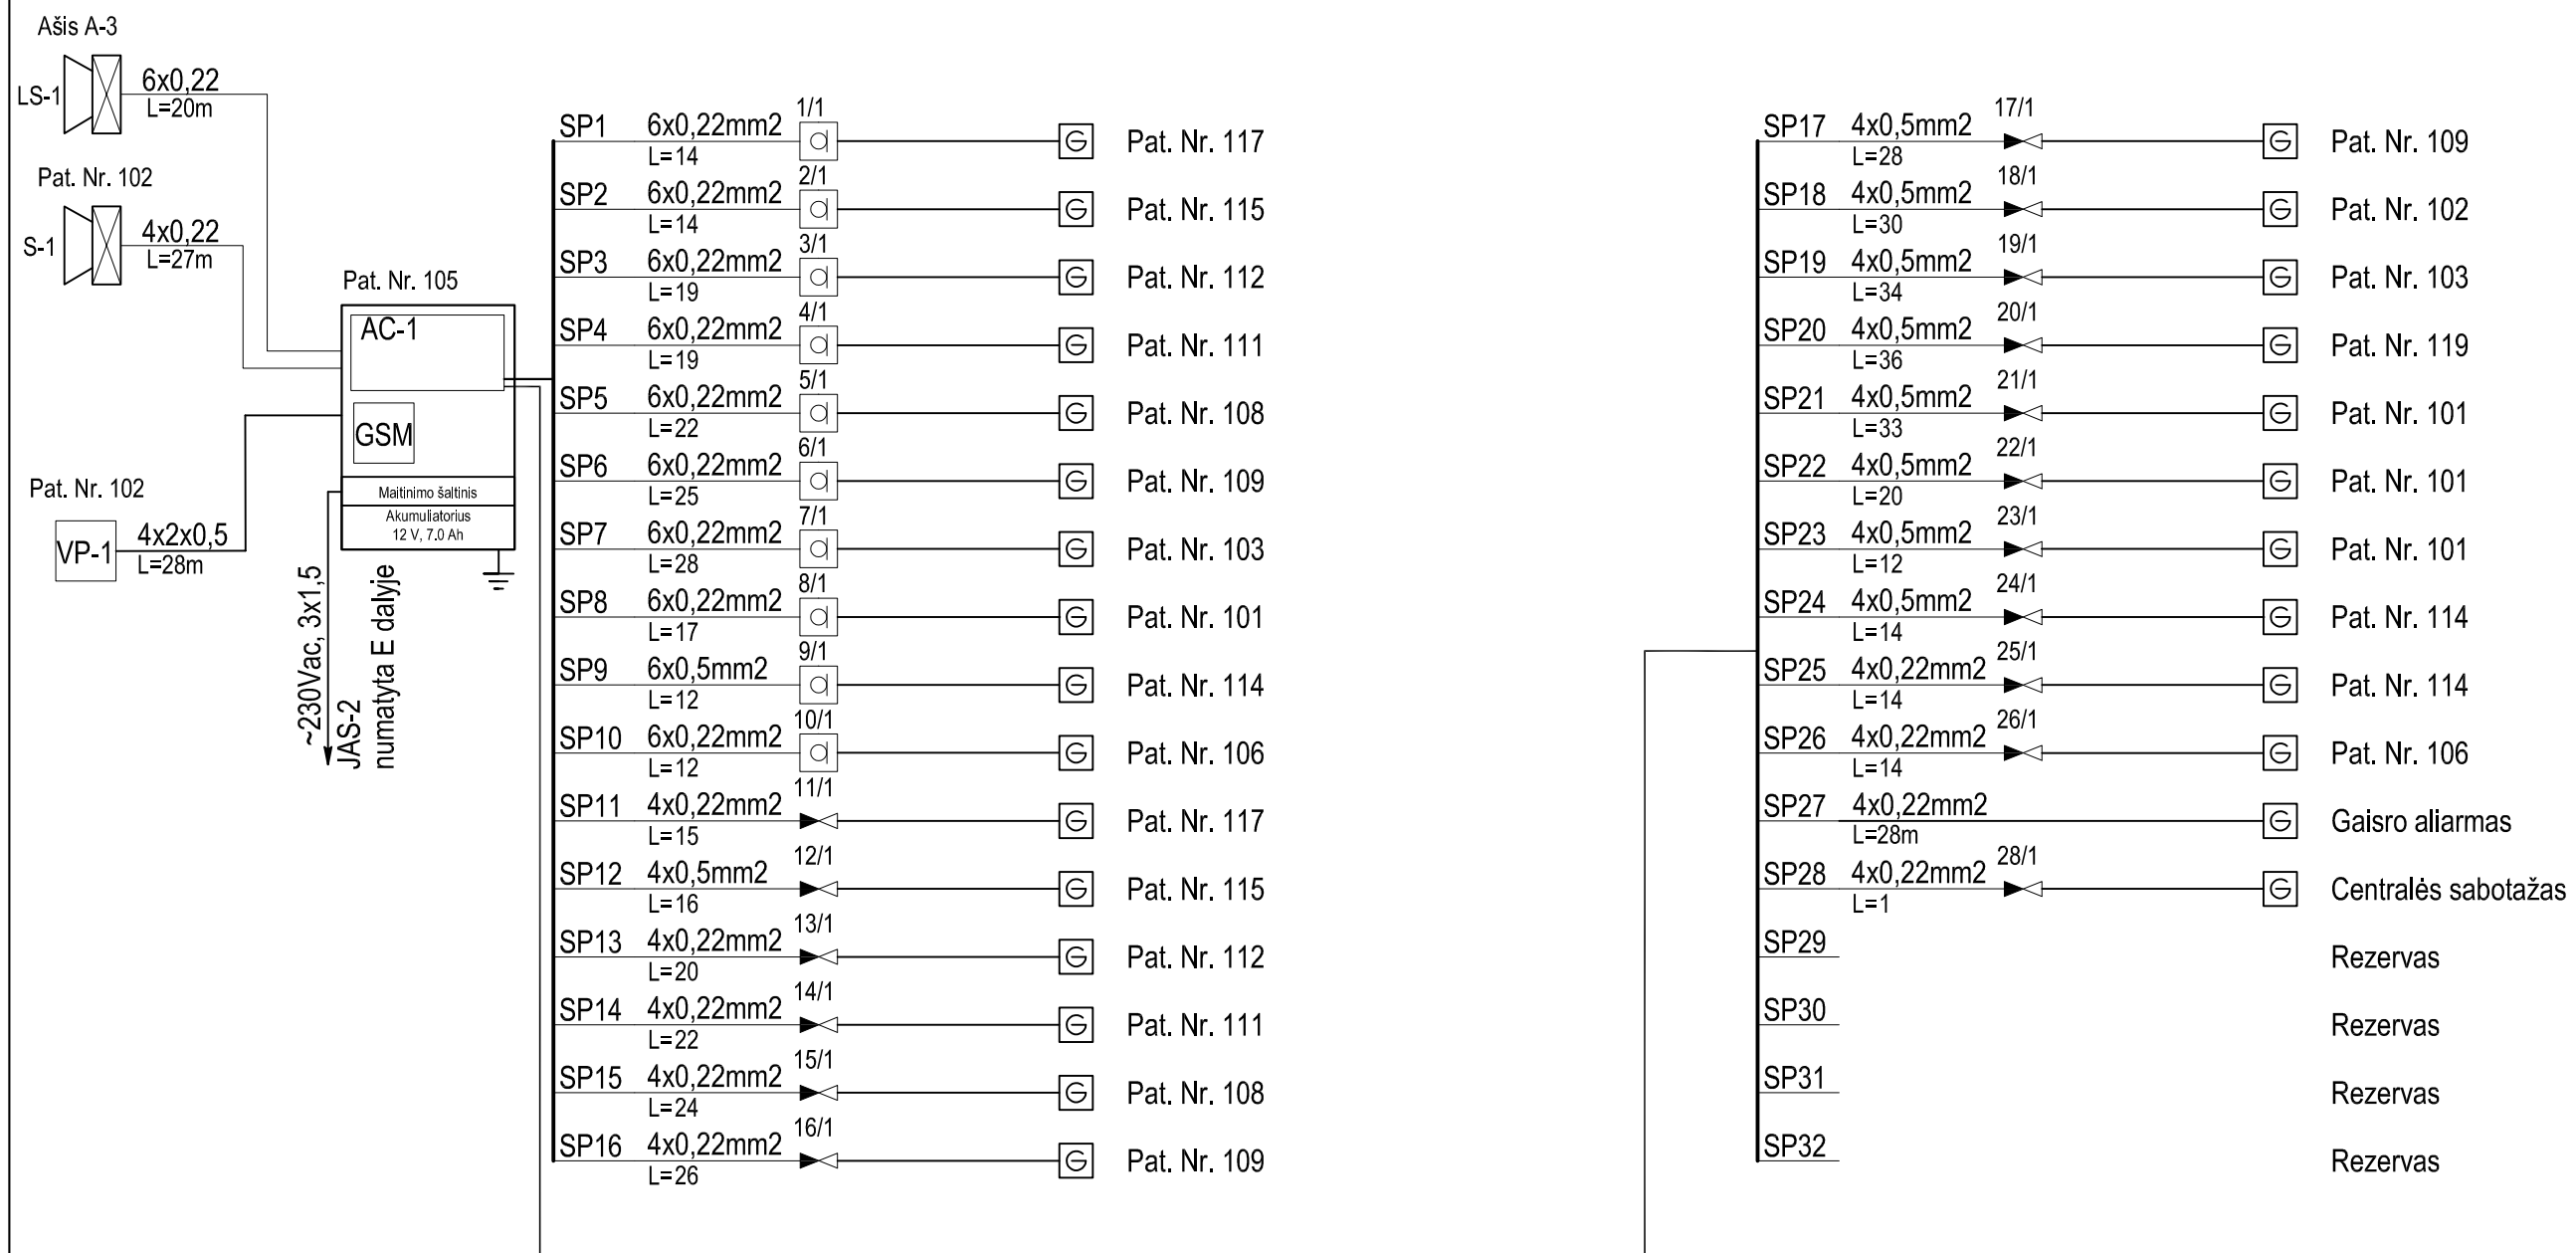 Ašis A-3
LS-1
6x0,22
L=20m
Pat. Nr. 102
S-1
4x0,22
L=27m
Pat. Nr. 105
AC-1
GSM
Maitinimo šaltinis
Akumuliatorius
12 V, 7.0 Ah
Pat. Nr. 102
VP-1
4x2x0,5
L=28m
~230Vac, 3x1,5
JAS-2
numatyta E dalyje
SP1 6x0,22mm2 1/1 Pat. Nr. 117
L=14
SP2 6x0,22mm2 2/1 Pat. Nr. 115
L=14
SP3 6x0,22mm2 3/1 Pat. Nr. 112
L=19
SP4 6x0,22mm2 4/1 Pat. Nr. 111
L=19
SP5 6x0,22mm2 5/1 Pat. Nr. 108
L=22
SP6 6x0,22mm2 6/1 Pat. Nr. 109
L=25
SP7 6x0,22mm2 7/1 Pat. Nr. 103
L=28
SP8 6x0,22mm2 8/1 Pat. Nr. 101
L=17
SP9 6x0,5mm2 9/1 Pat. Nr. 114
L=12
SP10 6x0,22mm2 10/1 Pat. Nr. 106
L=12
SP11 4x0,22mm2 11/1 Pat. Nr. 117
L=15
SP12 4x0,5mm2 12/1 Pat. Nr. 115
L=16
SP13 4x0,22mm2 13/1 Pat. Nr. 112
L=20
SP14 4x0,22mm2 14/1 Pat. Nr. 111
L=22
SP15 4x0,22mm2 15/1 Pat. Nr. 108
L=24
SP16 4x0,22mm2 16/1 Pat. Nr. 109
L=26
SP17 4x0,5mm2 17/1 Pat. Nr. 109
L=28
SP18 4x0,5mm2 18/1 Pat. Nr. 102
L=30
SP19 4x0,5mm2 19/1 Pat. Nr. 103
L=34
SP20 4x0,5mm2 20/1 Pat. Nr. 119
L=36
SP21 4x0,5mm2 21/1 Pat. Nr. 101
L=33
SP22 4x0,5mm2 22/1 Pat. Nr. 101
L=20
SP23 4x0,5mm2 23/1 Pat. Nr. 101
L=12
SP24 4x0,5mm2 24/1 Pat. Nr. 114
L=14
SP25 4x0,22mm2 25/1 Pat. Nr. 114
L=14
SP26 4x0,22mm2 26/1 Pat. Nr. 106
L=14
SP27 4x0,22mm2 Gaisro aliarmas
L=28m
SP28 4x0,22mm2 28/1 Centralės sabotažas
L=1
SP29 Rezervas
SP30 Rezervas
SP31 Rezervas
SP32 Rezervas